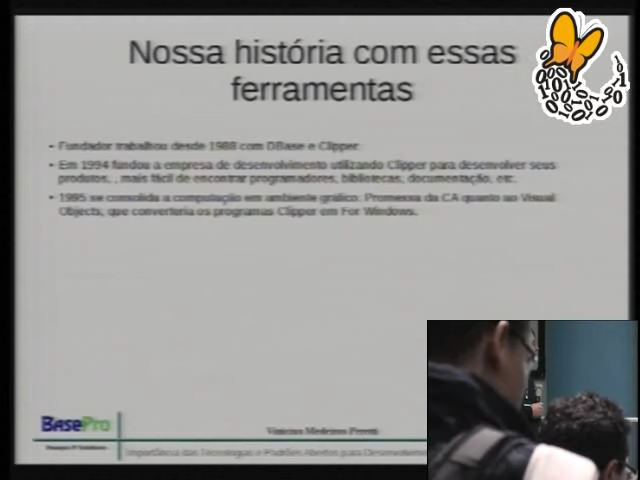 Nossa história com essas
ferramentas
• Fundador trabalhou desde 1988 com DBase e Clipper.
• Em 1994 fundou a empresa de desenvolvimento utilizando Clipper para desenvolver seus
produtos, , mais fácil de encontrar programadores, bibliotecas, documentação, etc.
• 1995 se consolida a computação em ambiente gráfico. Promessa da CA quanto ao Visual
Objects, que converteria os programas Clipper em For Windows.
BasePro
Vinicius Medeiros Peretti
Importância das Tecnologias e Padrões Abertos para Desenvolvime